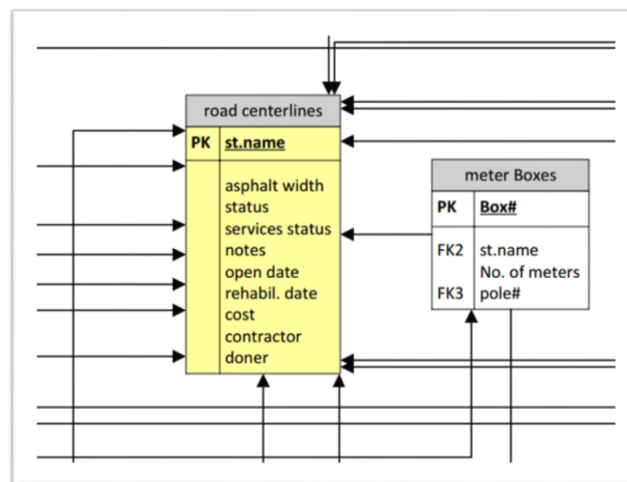 road centerlines
PK st.name
asphalt width
status
services status
notes
open date
rehabil. date
cost
contractor
doner
meter Boxes
PK Box#
FK2 st.name
No. of meters
FK3 pole#